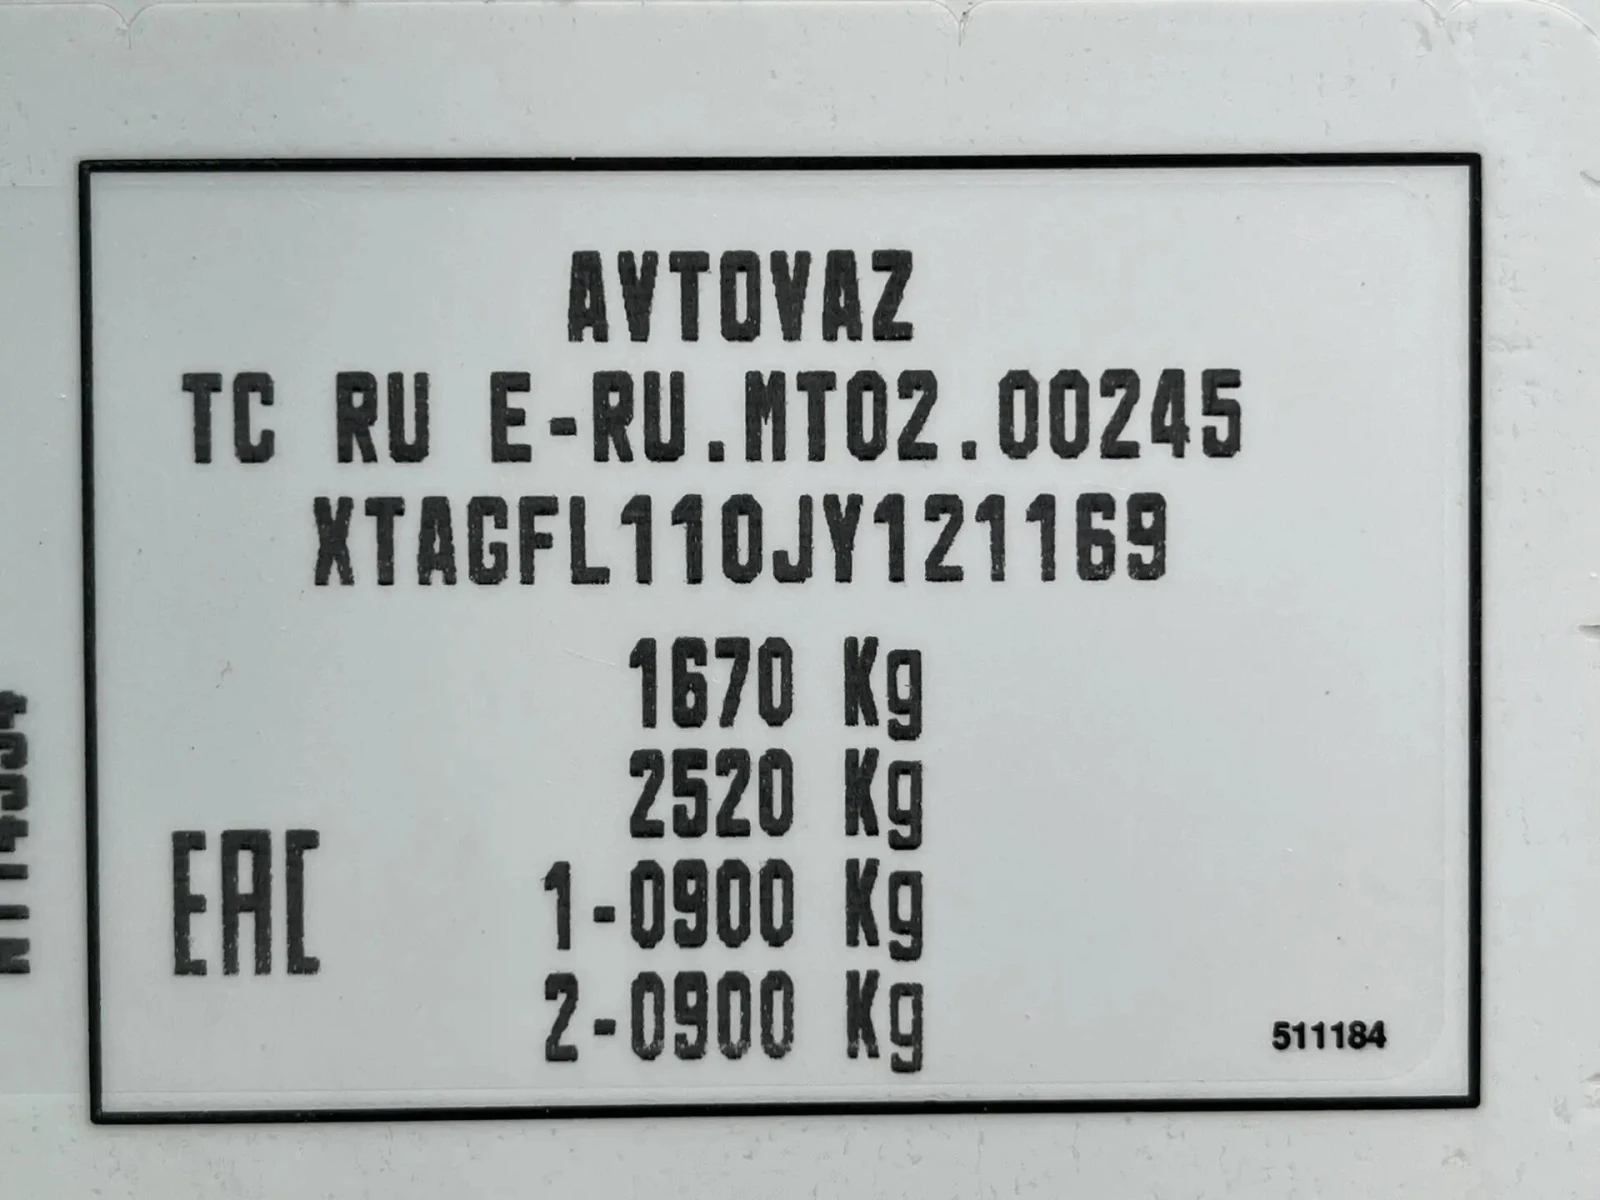 AVTOVAZ
TC RU E-RU.MT02.00245
XTAGFL110JY121169
1670 Kg
2520 Kg
1-0900 Kg
2-0900 Kg
EAC
511184